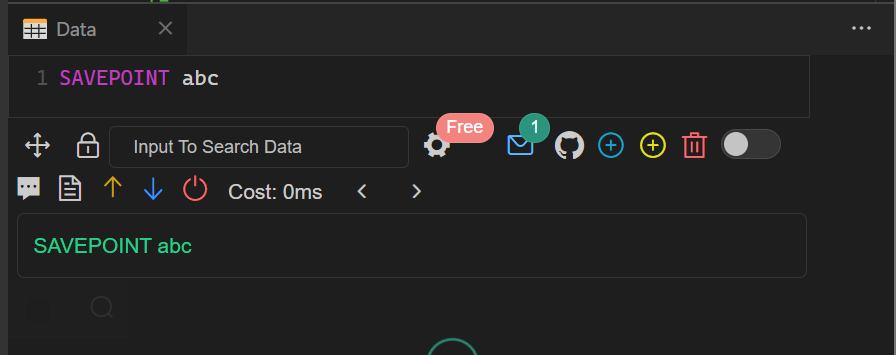 Data
1 SAVEPOINT abc
Input To Search Data
Free
1
Cost: 0ms
SAVEPOINT abc